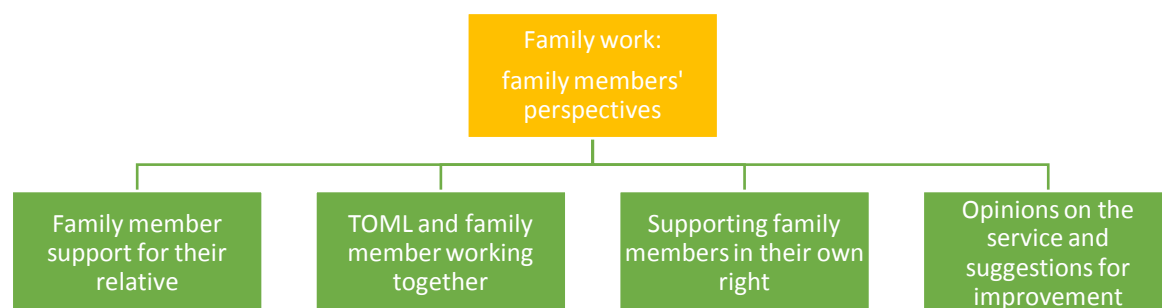 Family work:
family members'
perspectives
Family member
support for their
relative
TOML and family
member working
together
Supporting family
members in their own
right
Opinions on the
service and
suggestions for
improvement